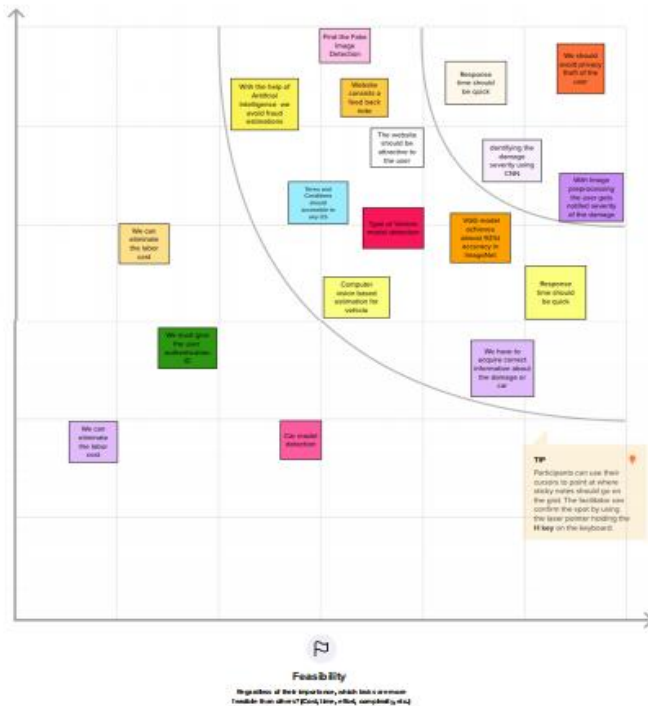 Find the Fake
Image
Detection
We should
avoid privacy
theft of the
user
Response
time should
be quick
With the help of
Artificial
Intelligence we
avoid fraud
estimations
Website
consists a
feed back
The website
should be
attractive to
the user
identifying the
damage
severity using
CNN
With Image
preprocessing
the user gets
notified severity
of the damage
Terms and
Conditions
should
accessible to
any OS
Type of Vehicle
model detection
VGG model
achieves
almost 92%
accuracy in
ImageNet
We can
eliminate
the labor
cost
Computer
vision based
estimation for
vehicle
Response
time should
be quick
We must give
the user
authentication
We have to
enquire correct
information about
the damage or
car
We can
eliminate
the labor
cost
Car model
detection
TIP
Participants can use their
cursors to point at where
sticky notes should go on
the grid. The facilitator can
confirm the spot by using
the laser pointer holding the
H key on the keyboard.
Feasibility
Regardless of their importance, which tasks are more
feasible than others? (Cost, time, effort, complexity, etc.)